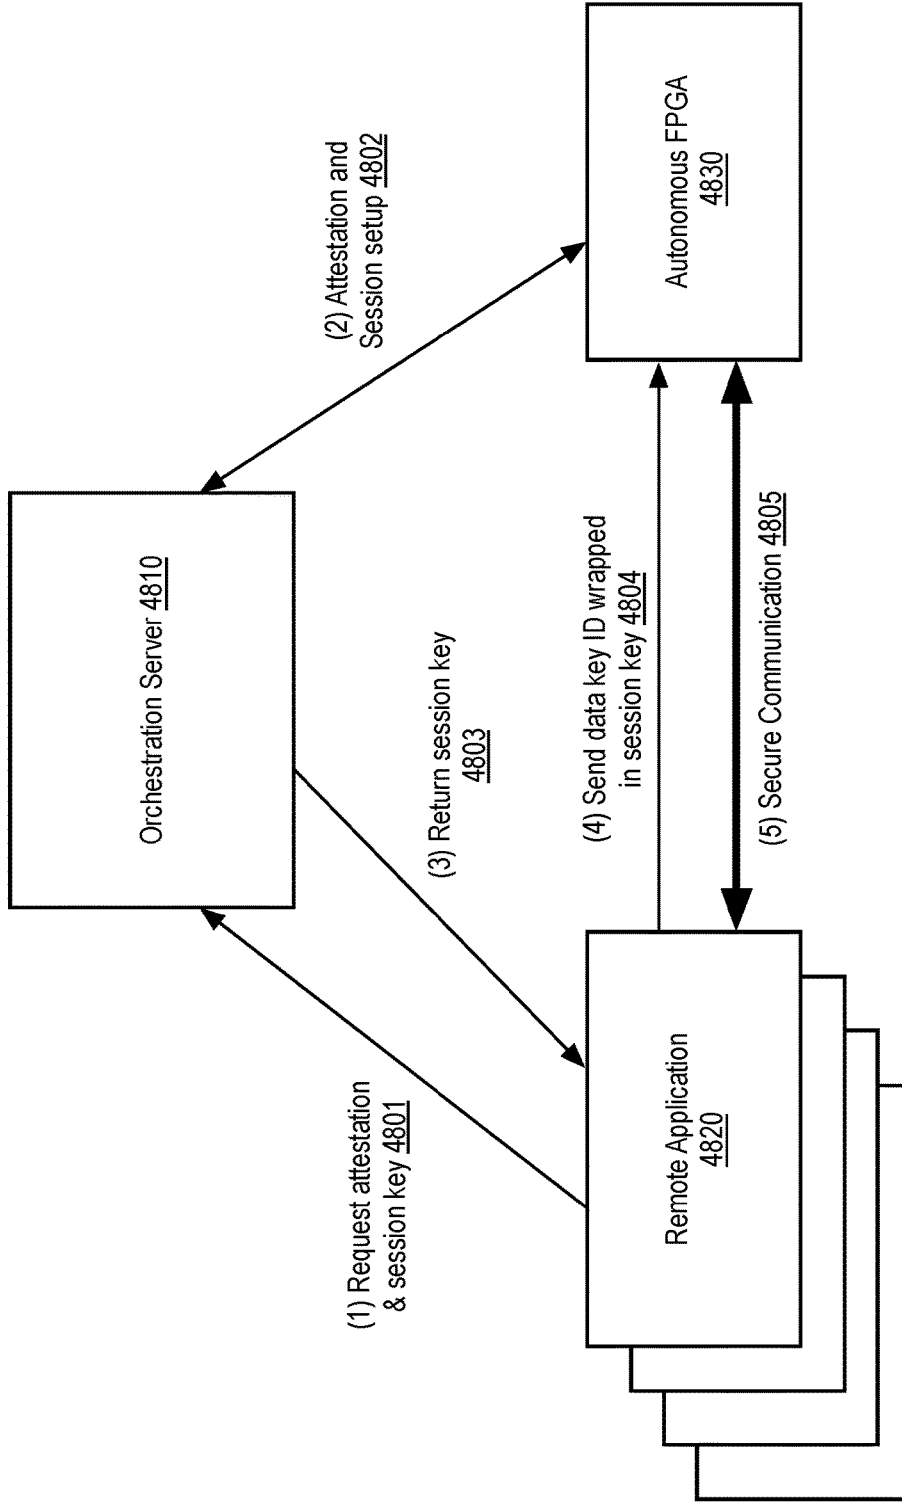 Orchestration Server 4810
(1) Request attestation
& session key 4801
(2) Attestation and
Session setup 4802
(3) Return session key
4803
(4) Send data key ID wrapped
in session key 4804
(5) Secure Communication 4805
Remote Application
4820
Autonomous FPGA
4830